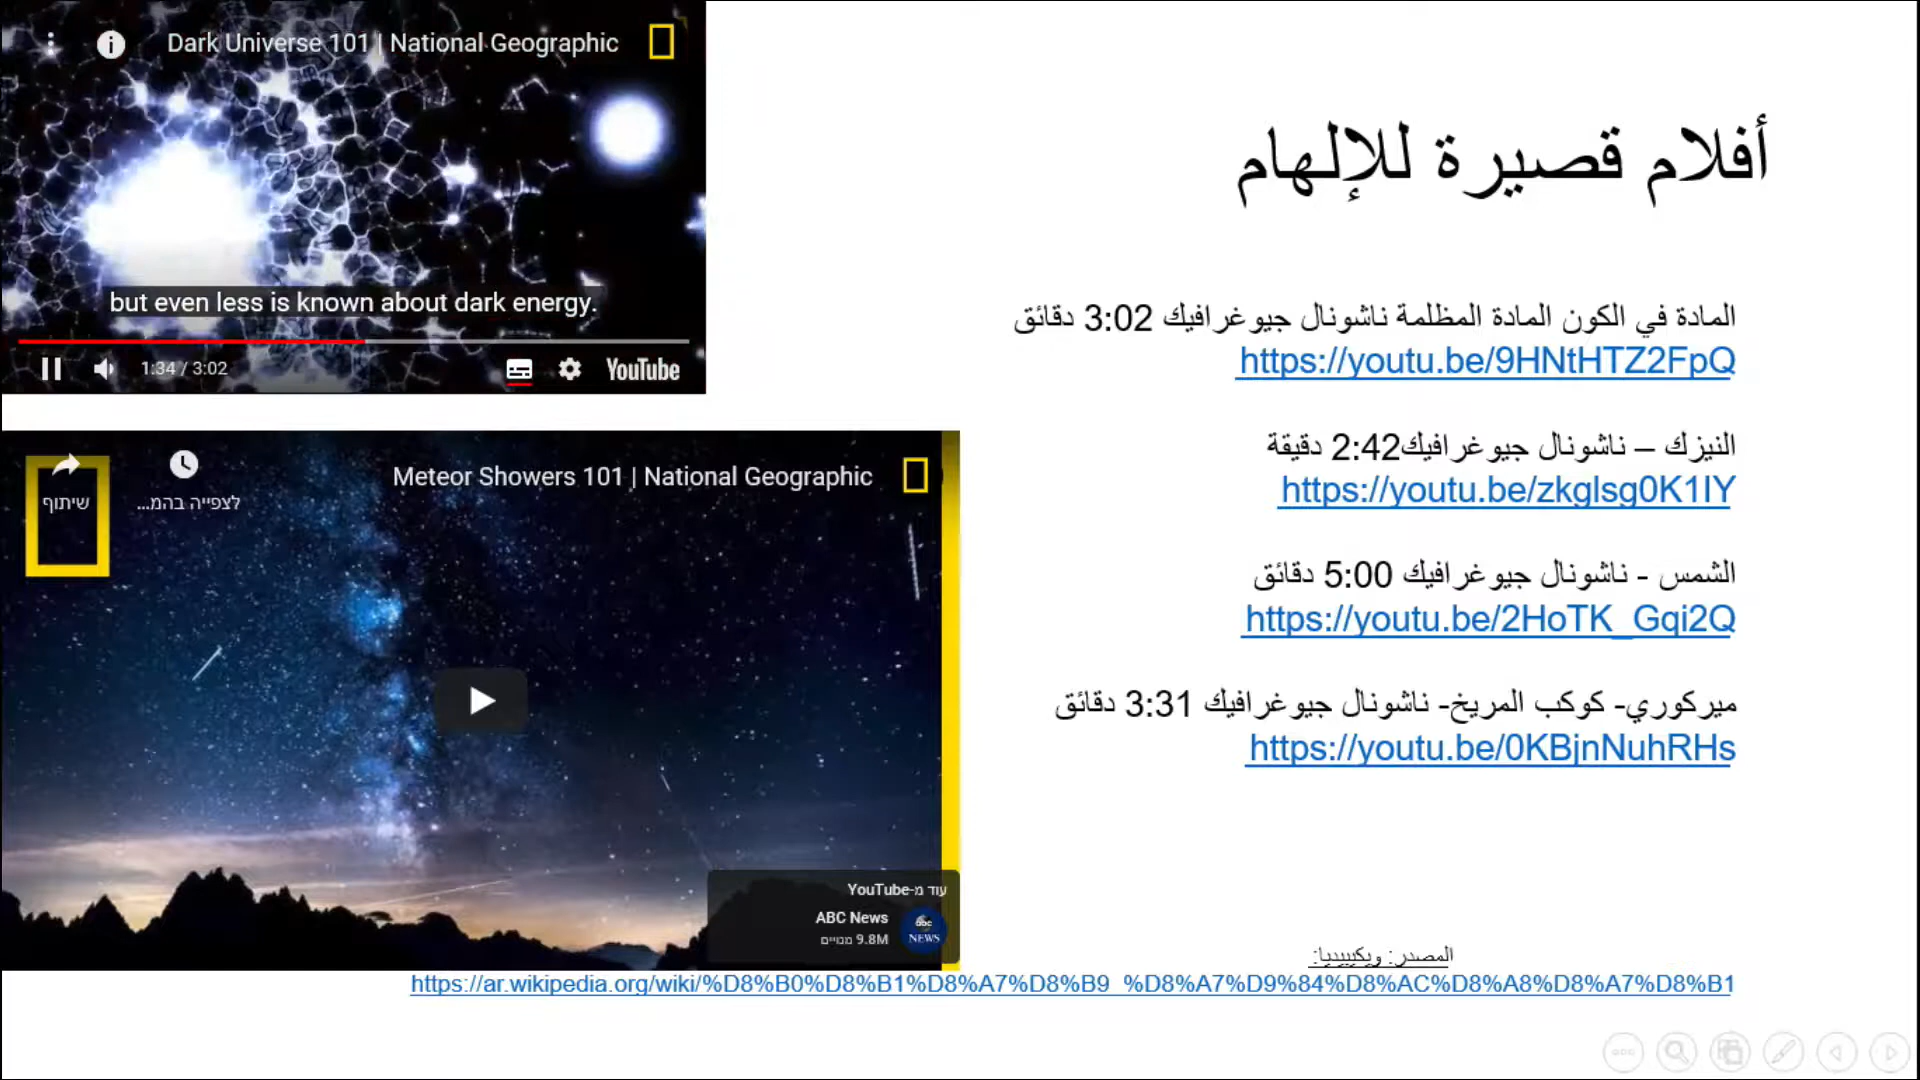 Dark Universe 101 | National Geographic
but even less is known about dark energy.
1:34 / 3:02
YouTube
أفلام قصيرة للإلهام
المادة في الكون المادة المظلمة ناشونال جيوغرافيك 3:02 دقائق
https://youtu.be/9HNtHTZ2FpQ
النيزك – ناشونال جيوغرافيك2:42 دقيقة
https://youtu.be/zkglsg0K1IY
الشمس - ناشونال جيوغرافيك 5:00 دقائق
https://youtu.be/2HoTK_Gqi2Q
ميركوري- كوكب المريخ- ناشونال جيوغرافيك 3:31 دقائق
https://youtu.be/0KBjnNuhRHs
Meteor Showers 101 | National Geographic
שיתוף
לצפייה בהמ...
עוד מ-YouTube
ABC News
9.8M מנויים
abc NEWS
المصدر: ويكيبيديا:
https://ar.wikipedia.org/wiki/%D8%B0%D8%B1%D8%A7%D8%B9_%D8%A7%D9%84%D8%AC%D8%A8%D8%A7%D8%B1